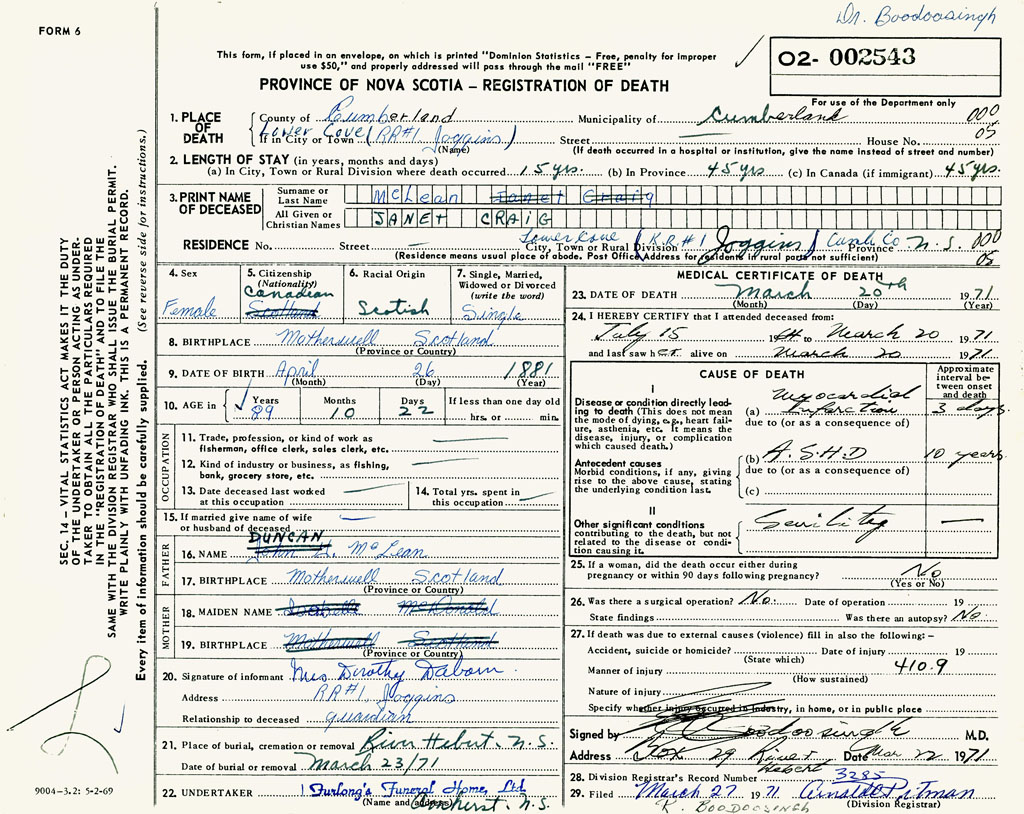 Dr. Boodoosingh
FORM 6
This form, if placed in an envelope, on which is printed "Dominion Statistics – Free, penalty for improper
use $50," and properly addressed will pass through the mail "FREE"
O2- 002543
PROVINCE OF NOVA SCOTIA – REGISTRATION OF DEATH
For use of the Department only
1. PLACE OF DEATH
County of Cumberland Municipality of Cumberland 000
Lower Cove (RR#1 Joggins) 05
If in City or Town (Name) Street House No.
(If death occurred in a hospital or institution, give the name instead of street and number)
2. LENGTH OF STAY (in years, months and days)
(a) In City, Town or Rural Division where death occurred 15 yrs. (b) In Province 45 yrs (c) In Canada (if immigrant) 45 yrs.
3. PRINT NAME OF DECEASED
Surname or Last Name McLean Janet Craig
All Given or Christian Names JANET CRAIG
Lower Cove (R.R.#1 Joggins) Cumb Co N.S. 000
RESIDENCE No. Street City, Town or Rural Division Province
(Residence means usual place of abode. Post Office Address for residents in rural parts not sufficient) 05
4. Sex
Female
5. Citizenship
(Nationality)
Canadian
Scotland
6. Racial Origin
Scotish
7. Single, Married,
Widowed or Divorced
(write the word)
Single
8. BIRTHPLACE Motherwell Scotland
(Province or Country)
9. DATE OF BIRTH April 26 1881
(Month) (Day) (Year)
10. AGE in Years Months Days If less than one day old
89 10 22 hrs. or min.
OCCUPATION
11. Trade, profession, or kind of work as
fisherman, office clerk, sales clerk, etc.
12. Kind of industry or business, as fishing,
bank, grocery store, etc.
13. Date deceased last worked
at this occupation
14. Total yrs. spent in
this occupation
15. If married give name of wife
or husband of deceased
FATHER
DUNCAN
16. NAME McLean
17. BIRTHPLACE Motherwell Scotland
(Province or Country)
MOTHER
18. MAIDEN NAME
19. BIRTHPLACE Motherwell Scotland
(Province or Country)
20. Signature of informant Mrs Dorothy Daborn
Address RR#1 Joggins
Relationship to deceased guardian
21. Place of burial, cremation or removal River Hebert. N.S.
Date of burial or removal March 23/71
22. UNDERTAKER Furlong's Funeral Home, Ltd
(Name and address) Amherst. N.S.
MEDICAL CERTIFICATE OF DEATH
23. DATE OF DEATH March 20th 1971
(Month) (Day) (Year)
24. I HEREBY CERTIFY that I attended deceased from:
July 15 19 to March 20 1971
and last saw her alive on March 20 1971
CAUSE OF DEATH
Approximate
interval be-
tween onset
and death
I
Disease or condition directly lead-
ing to death (This does not mean
the mode of dying, e.g., heart fail-
ure, asthenia, etc. It means the
disease, injury, or complication
which caused death.)
(a) Myocardial Infarction 3 days
due to (or as a consequence of)
Antecedent causes
Morbid conditions, if any, giving
rise to the above cause, stating
the underlying condition last.
(b) A.S.H.D 10 years
due to (or as a consequence of)
(c)
II
Other significant conditions
contributing to the death, but not
related to the disease or condi-
tion causing it.
Senility
25. If a woman, did the death occur either during
pregnancy or within 90 days following pregnancy? No
(Yes or No)
26. Was there a surgical operation? No. Date of operation 19
State findings Was there an autopsy? No
27. If death was due to external causes (violence) fill in also the following: –
Accident, suicide or homicide? Date of injury 19
(State which)
Manner of injury 410.9
(How sustained)
Nature of injury
Specify whether injury occurred in industry, in home, or in public place
Signed by Boodoosingh M.D.
Address Box 29 River Hebert Date Mar 22 1971
28. Division Registrar's Record Number 3285
29. Filed March 27 1971 Arnold Pitman
(Division Registrar)
K. BOODOOSINGH
SEC. 14 – VITAL STATISTICS ACT MAKES IT THE DUTY
OF THE UNDERTAKER OR PERSON ACTING AS UNDER-
TAKER TO OBTAIN ALL THE PARTICULARS REQUIRED
IN THE "REGISTRATION OF DEATH" AND TO FILE THE
SAME WITH THE DIVISION REGISTRAR WHO SHALL ISSUE THE BURIAL PERMIT.
WRITE PLAINLY WITH UNFADING INK. THIS IS A PERMANENT RECORD.
Every item of information should be carefully supplied. (See reverse side for instructions.)
9004-3.2: 5-2-69